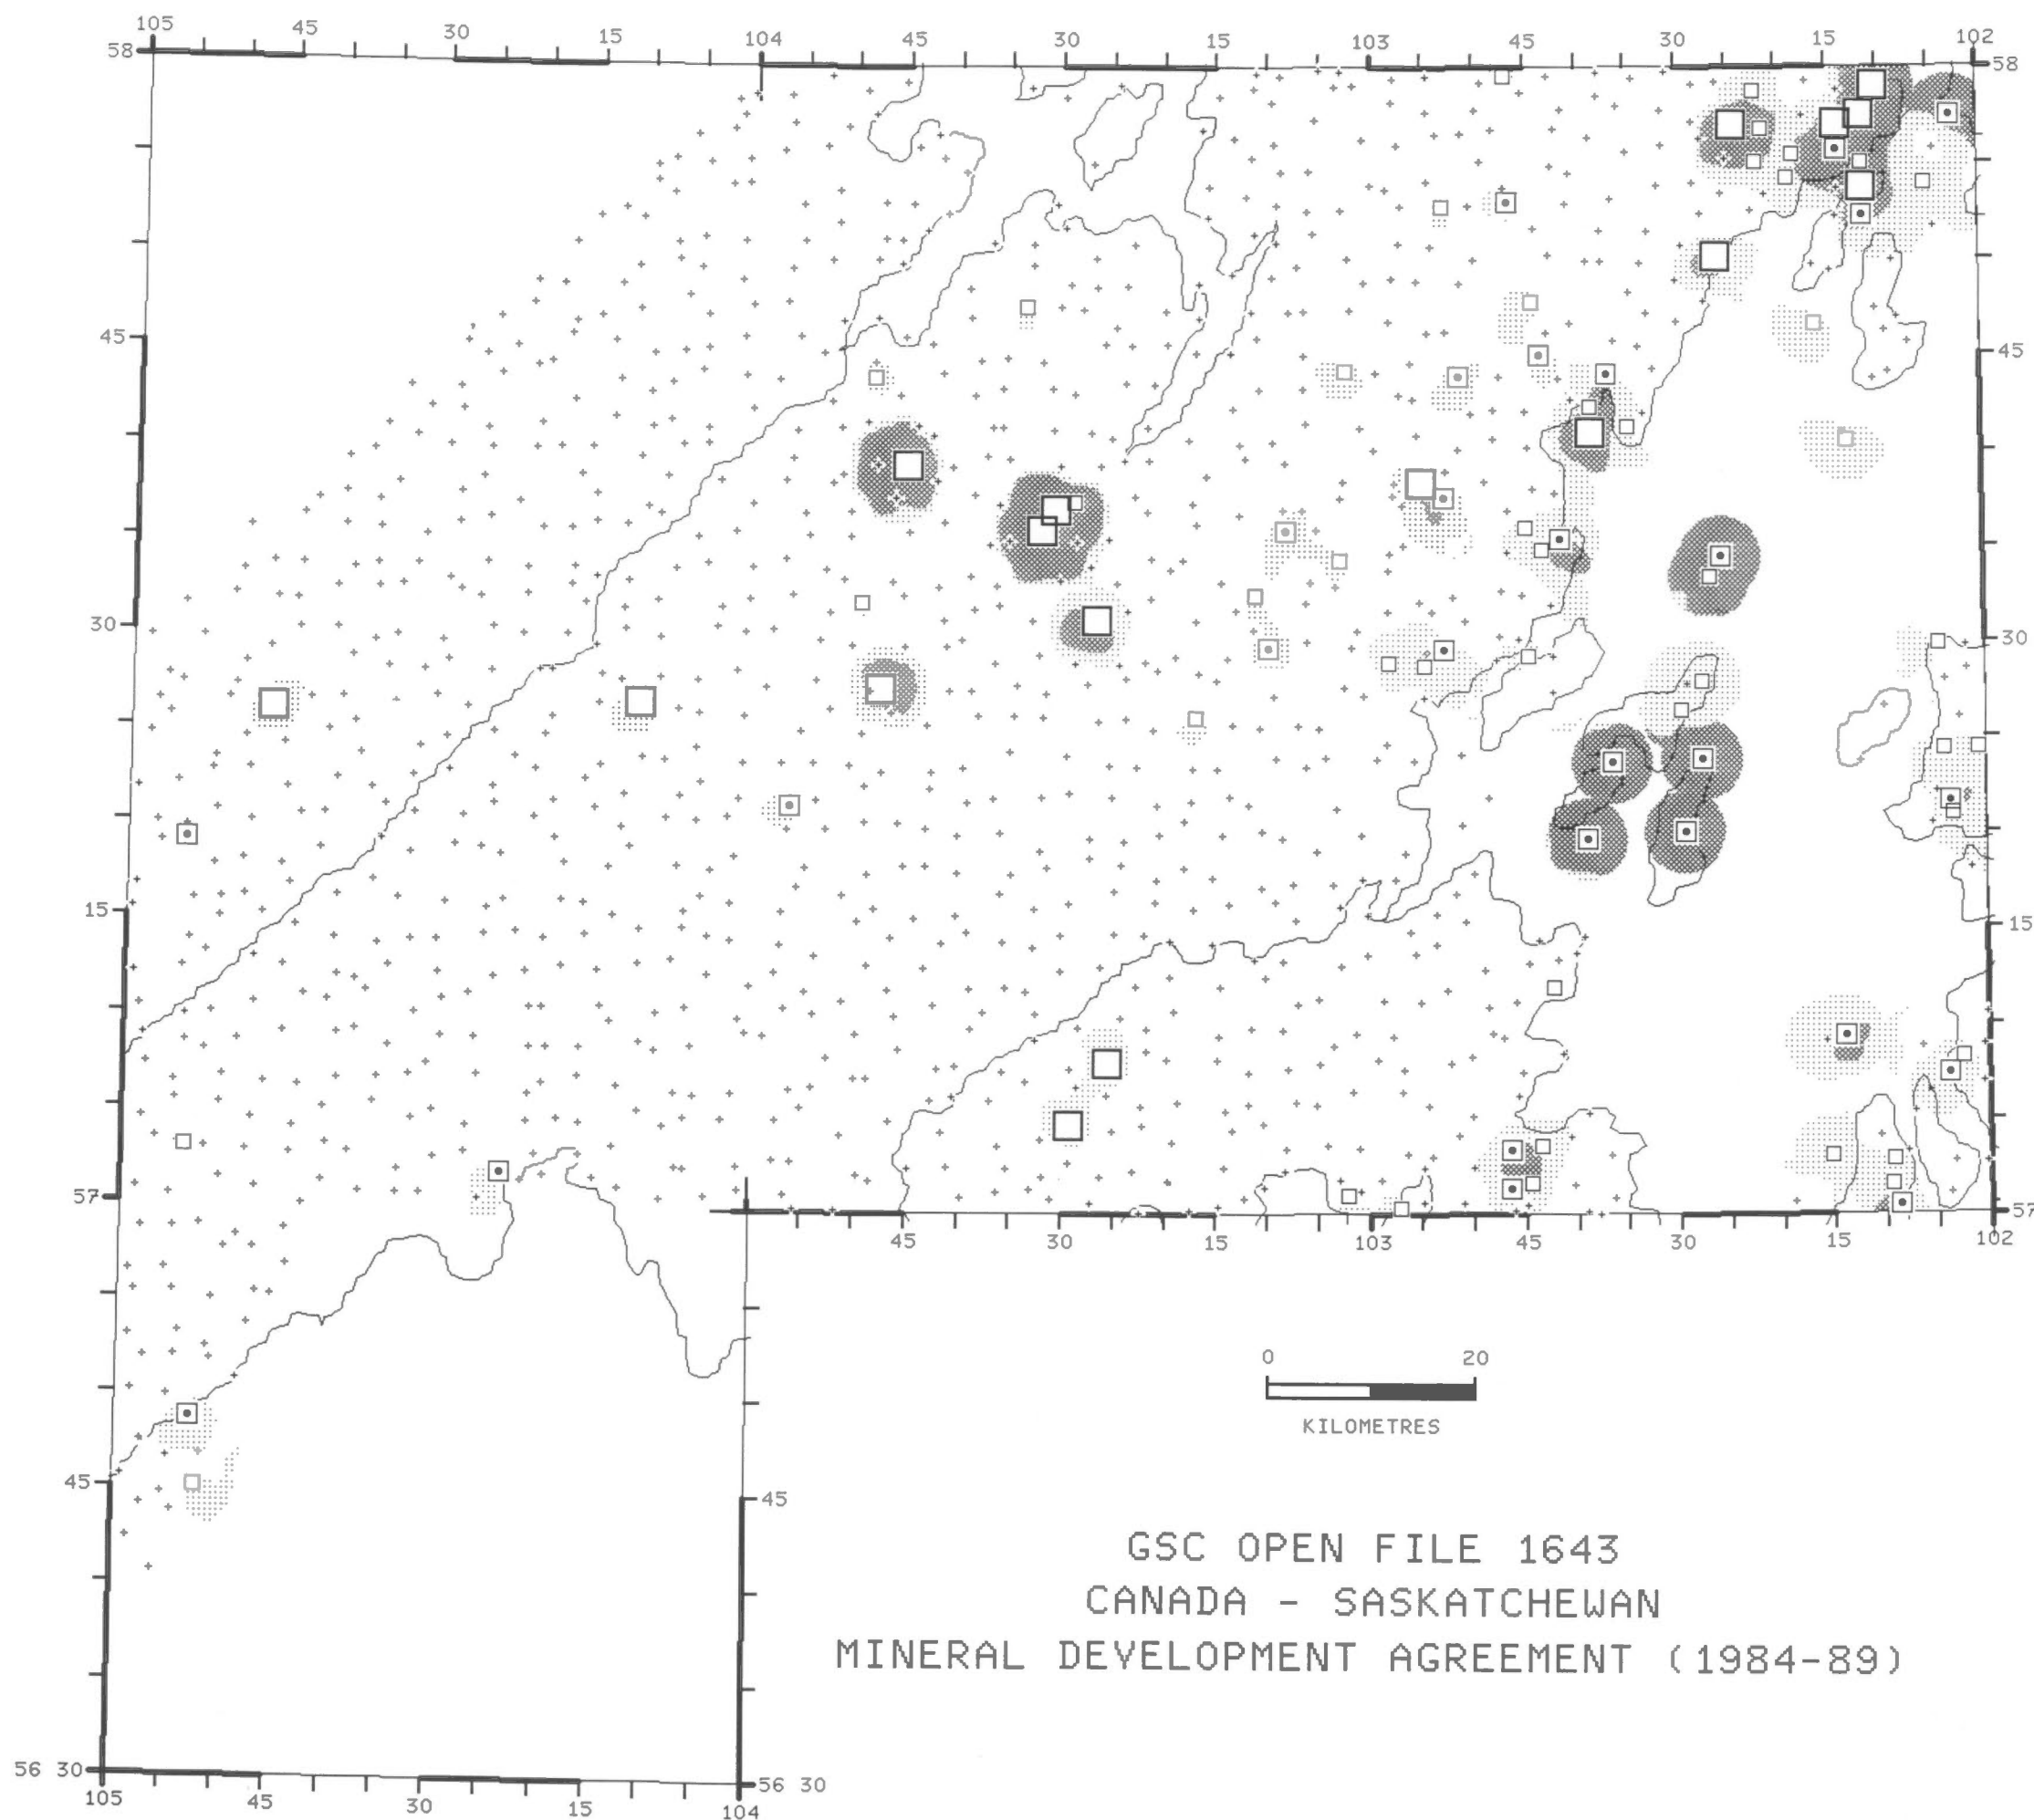 105 45 30 15 104 45 30 15 103 45 30 15 102
58 58
45 45
30 30
15 15
57 57
45 30 15 103 45 30 15 102
0 20
KILOMETRES
45 45
GSC OPEN FILE 1643
CANADA - SASKATCHEWAN
MINERAL DEVELOPMENT AGREEMENT (1984-89)
56 30 56 30
105 45 30 15 104